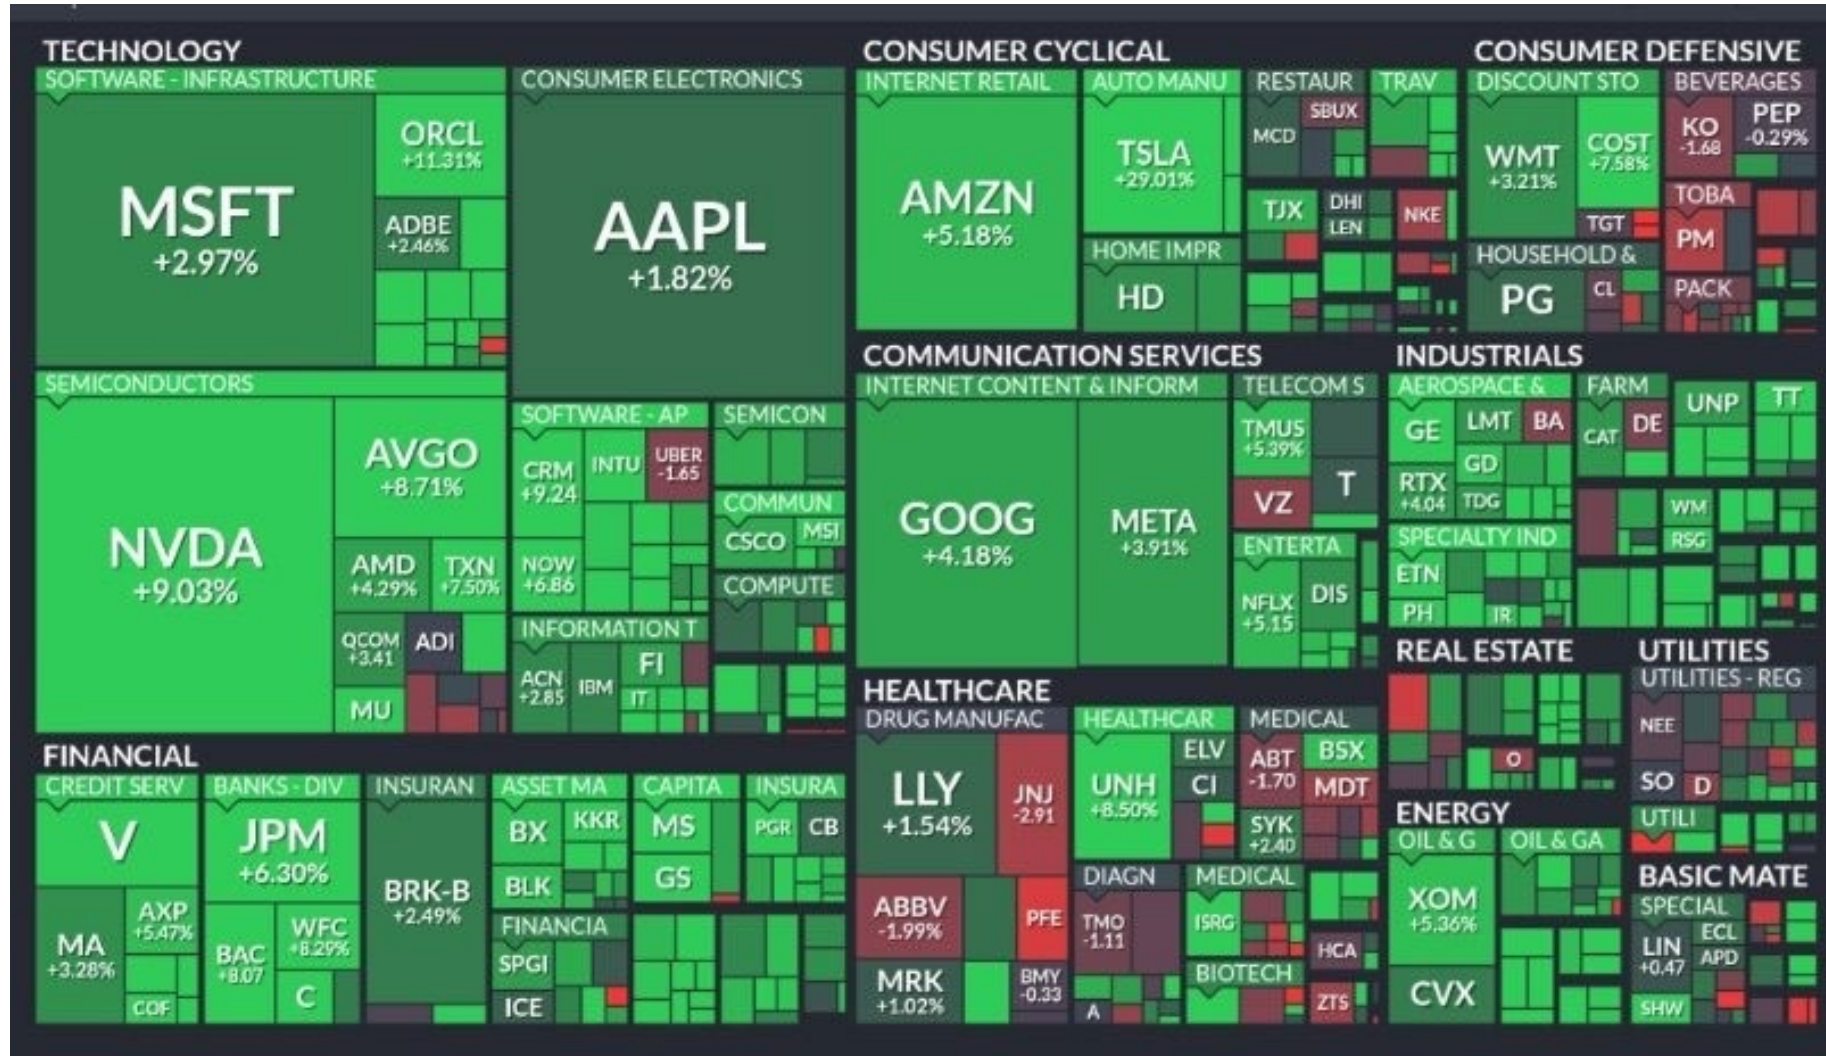 TECHNOLOGY
SOFTWARE - INFRASTRUCTURE
MSFT
+2.97%
ORCL
+11.31%
ADBE
+2.46%
CONSUMER ELECTRONICS
AAPL
+1.82%
SEMICONDUCTORS
NVDA
+9.03%
AVGO
+8.71%
AMD
+4.29%
TXN
+7.50%
QCOM
+3.41
ADI
MU
SOFTWARE - AP
CRM
+9.24
INTU
UBER
-1.65
NOW
+6.86
INFORMATION T
ACN
+2.85
IBM
FI
IT
SEMICON
COMMUN
CSCO
MSI
COMPUTE
FINANCIAL
CREDIT SERV
V
MA
+3.28%
AXP
+5.47%
COF
BANKS - DIV
JPM
+6.30%
BAC
+8.07
WFC
+8.29%
C
INSURAN
BRK-B
+2.49%
ASSET MA
BX
KKR
BLK
FINANCIA
SPGI
ICE
CAPITA
MS
GS
INSURA
PGR
CB
CONSUMER CYCLICAL
INTERNET RETAIL
AMZN
+5.18%
AUTO MANU
TSLA
+29.01%
HOME IMPR
HD
RESTAUR
MCD
SBUX
TRAV
TJX
DHI
LEN
NKE
CONSUMER DEFENSIVE
DISCOUNT STO
WMT
+3.21%
COST
+7.58%
TGT
BEVERAGES
KO
-1.68
PEP
-0.29%
TOBA
PM
HOUSEHOLD &
PG
CL
PACK
COMMUNICATION SERVICES
INTERNET CONTENT & INFORM
GOOG
+4.18%
META
+3.91%
TELECOM S
TMUS
+5.39%
T
VZ
ENTERTA
NFLX
+5.15
DIS
INDUSTRIALS
AEROSPACE &
GE
LMT
BA
RTX
+4.04
GD
TDG
SPECIALTY IND
ETN
PH
IR
FARM
CAT
DE
UNP
TT
WM
RSG
HEALTHCARE
DRUG MANUFAC
LLY
+1.54%
JNJ
-2.91
ABBV
-1.99%
PFE
MRK
+1.02%
BMY
-0.33
HEALTHCAR
UNH
+8.50%
ELV
CI
MEDICAL
ABT
-1.70
BSX
MDT
SYK
+2.40
DIAGN
TMO
-1.11
A
MEDICAL
ISRG
BIOTECH
HCA
ZTS
REAL ESTATE
O
UTILITIES
UTILITIES - REG
NEE
SO
D
UTILI
ENERGY
OIL & G
XOM
+5.36%
CVX
OIL & GA
BASIC MATE
SPECIAL
LIN
+0.47
ECL
APD
SHW